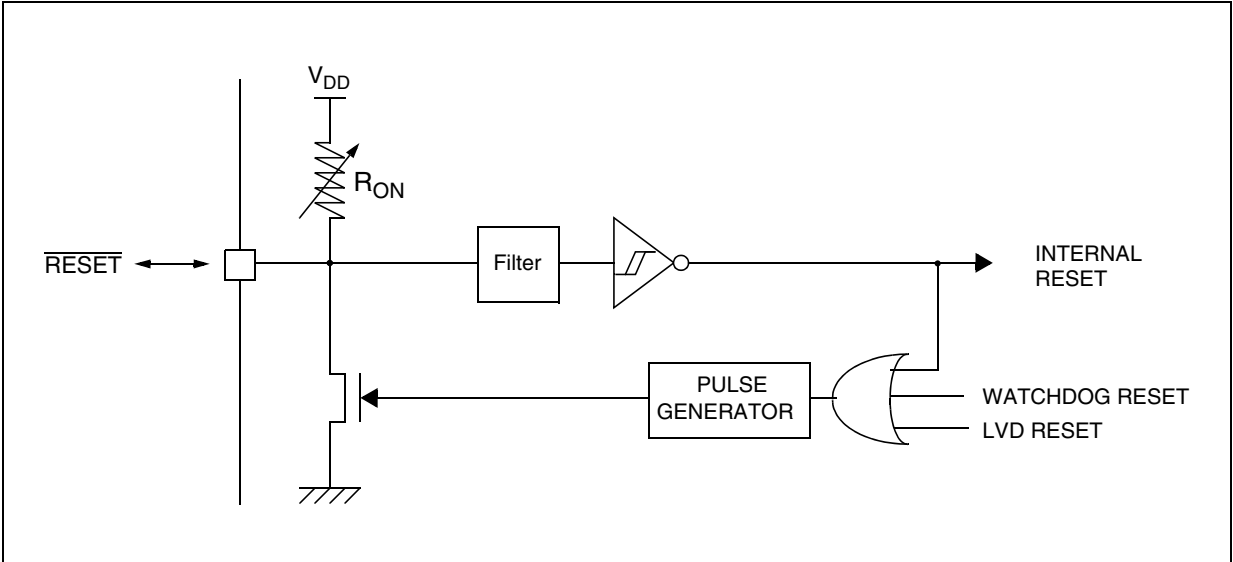 VDD
RON
RESET
Filter
INTERNAL
RESET
PULSE
GENERATOR
WATCHDOG RESET
LVD RESET